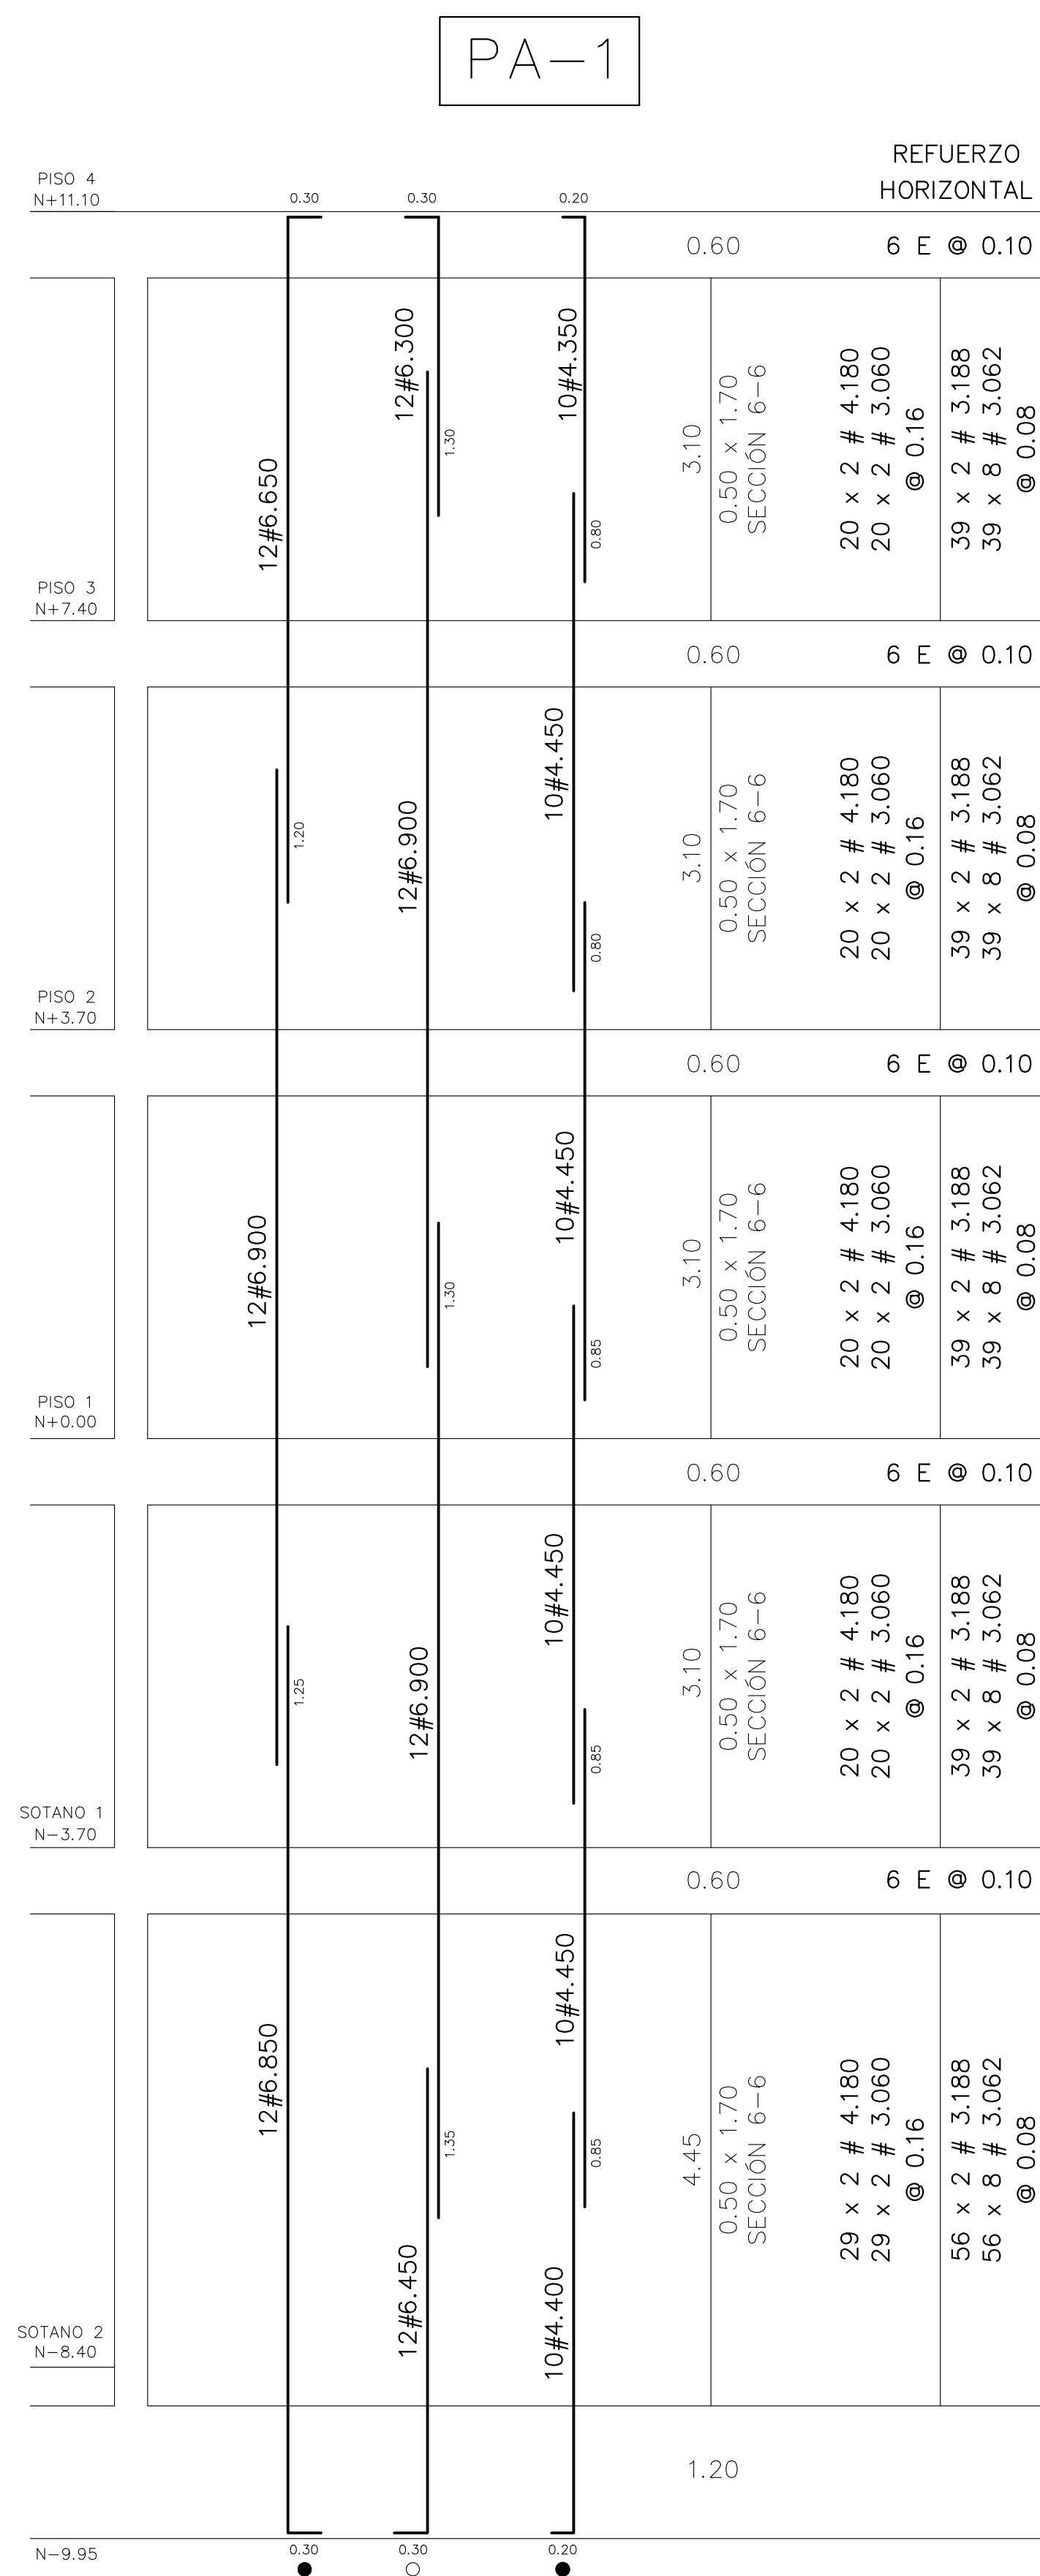 PA-1
REFUERZO
HORIZONTAL
PISO 4
N+11.10
0.30
0.30
0.20
0.60
6 E @ 0.10
12#6.650
12#6.300
1.30
10#4.350
0.80
3.10
0.50 x 1.70
SECCIÓN 6-6
20 x 2 # 4.180
20 x 2 # 3.060
@ 0.16
39 x 2 # 3.188
39 x 8 # 3.062
@ 0.08
PISO 3
N+7.40
0.60
6 E @ 0.10
1.20
12#6.900
10#4.450
0.80
3.10
0.50 x 1.70
SECCIÓN 6-6
20 x 2 # 4.180
20 x 2 # 3.060
@ 0.16
39 x 2 # 3.188
39 x 8 # 3.062
@ 0.08
PISO 2
N+3.70
0.60
6 E @ 0.10
12#6.900
1.30
10#4.450
0.85
3.10
0.50 x 1.70
SECCIÓN 6-6
20 x 2 # 4.180
20 x 2 # 3.060
@ 0.16
39 x 2 # 3.188
39 x 8 # 3.062
@ 0.08
PISO 1
N+0.00
0.60
6 E @ 0.10
1.25
12#6.900
10#4.450
0.85
3.10
0.50 x 1.70
SECCIÓN 6-6
20 x 2 # 4.180
20 x 2 # 3.060
@ 0.16
39 x 2 # 3.188
39 x 8 # 3.062
@ 0.08
SOTANO 1
N-3.70
0.60
6 E @ 0.10
12#6.850
1.35
12#6.450
10#4.450
0.85
10#4.400
4.45
0.50 x 1.70
SECCIÓN 6-6
29 x 2 # 4.180
29 x 2 # 3.060
@ 0.16
56 x 2 # 3.188
56 x 8 # 3.062
@ 0.08
SOTANO 2
N-8.40
1.20
N-9.95
0.30
0.30
0.20